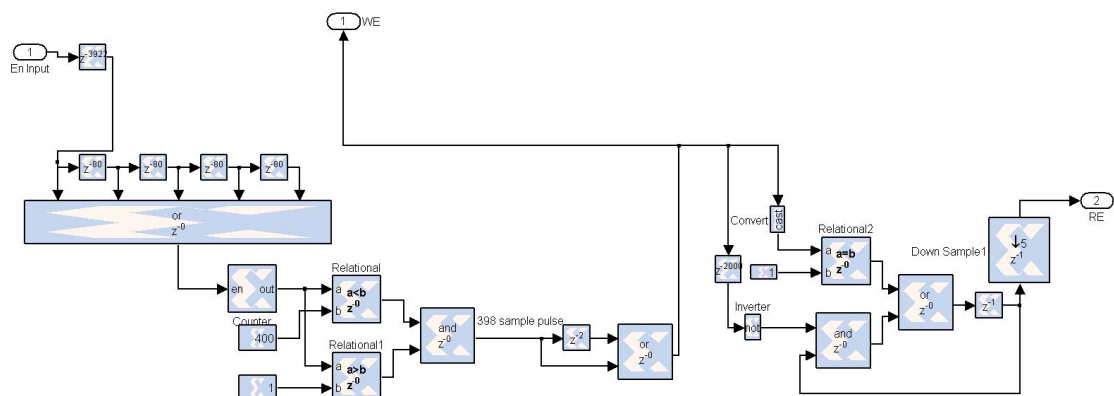 1
WE
1
En Input
z-3922
z-80
z-80
z-80
z-80
or
z-0
Convert
cast
2
RE
Relational2
a
b
a=b
z-0
Down Sample1
↓5
z-1
z-2000
1
en
out
Counter
Relational
a
b
a<b
z-0
400
Relational1
a
b
a>b
z-0
1
and
z-0
398 sample pulse
z-2
or
z-0
Inverter
not
and
z-0
or
z-0
z-1